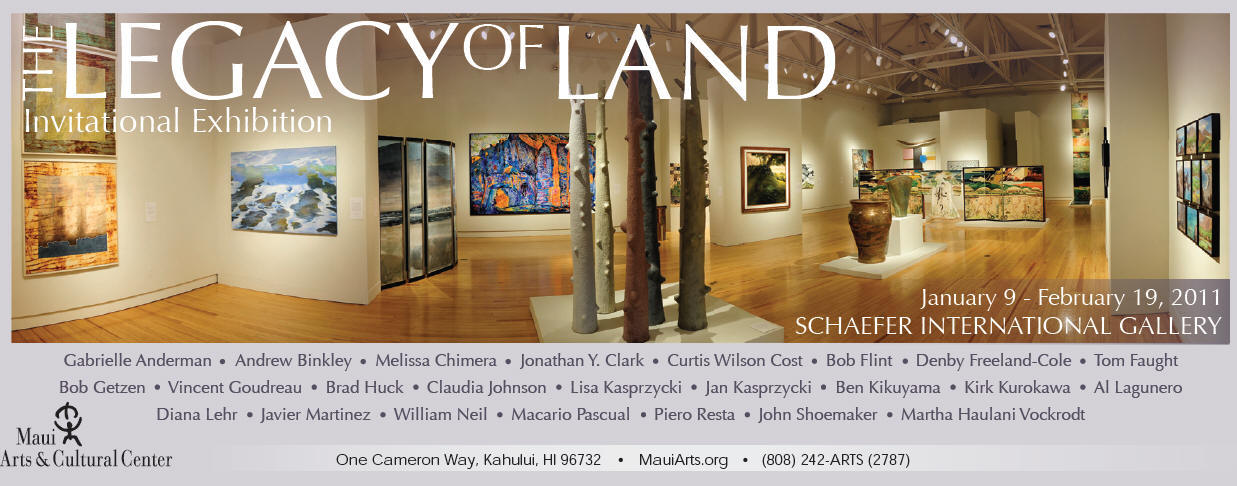 THE LEGACY OF LAND
Invitational Exhibition
January 9 - February 19, 2011
SCHAEFER INTERNATIONAL GALLERY
Gabrielle Anderman • Andrew Binkley • Melissa Chimera • Jonathan Y. Clark • Curtis Wilson Cost • Bob Flint • Denby Freeland-Cole • Tom Faught
Bob Getzen • Vincent Goudreau • Brad Huck • Claudia Johnson • Lisa Kasprzycki • Jan Kasprzycki • Ben Kikuyama • Kirk Kurokawa • Al Lagunero
Diana Lehr • Javier Martinez • William Neil • Macario Pascual • Piero Resta • John Shoemaker • Martha Haulani Vockrodt
Maui
Arts & Cultural Center
One Cameron Way, Kahului, HI 96732 • MauiArts.org • (808) 242-ARTS (2787)